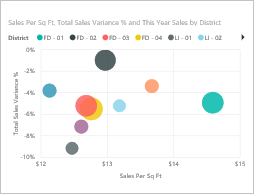 Sales Per Sq Ft, Total Sales Variance % and This Year Sales by District
District FD - 01 FD - 02 FD - 03 FD - 04 LI - 01 LI - 02
0%
-2%
-4%
-6%
-8%
-10%
Total Sales Variance %
$12 $13 $14 $15
Sales Per Sq Ft